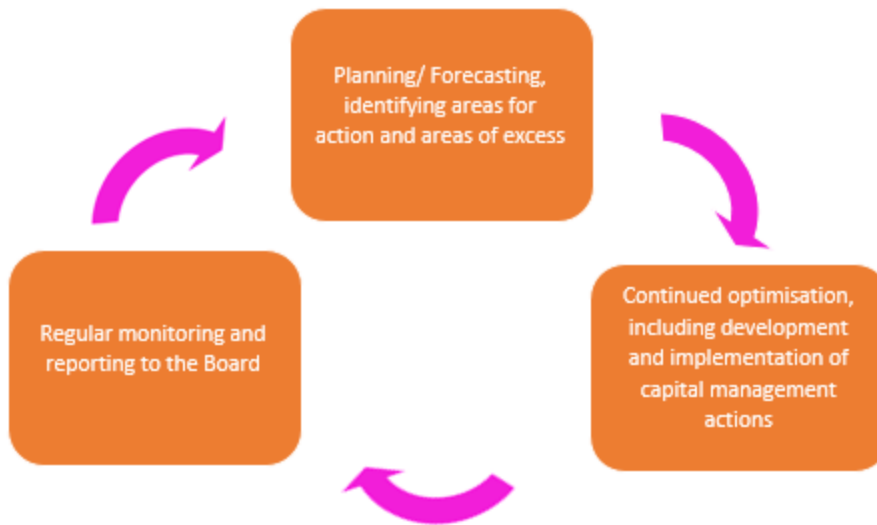 Planning/ Forecasting,
identifying areas for
action and areas of excess
Continued optimisation,
including development
and implementation of
capital management
actions
Regular monitoring and
reporting to the Board